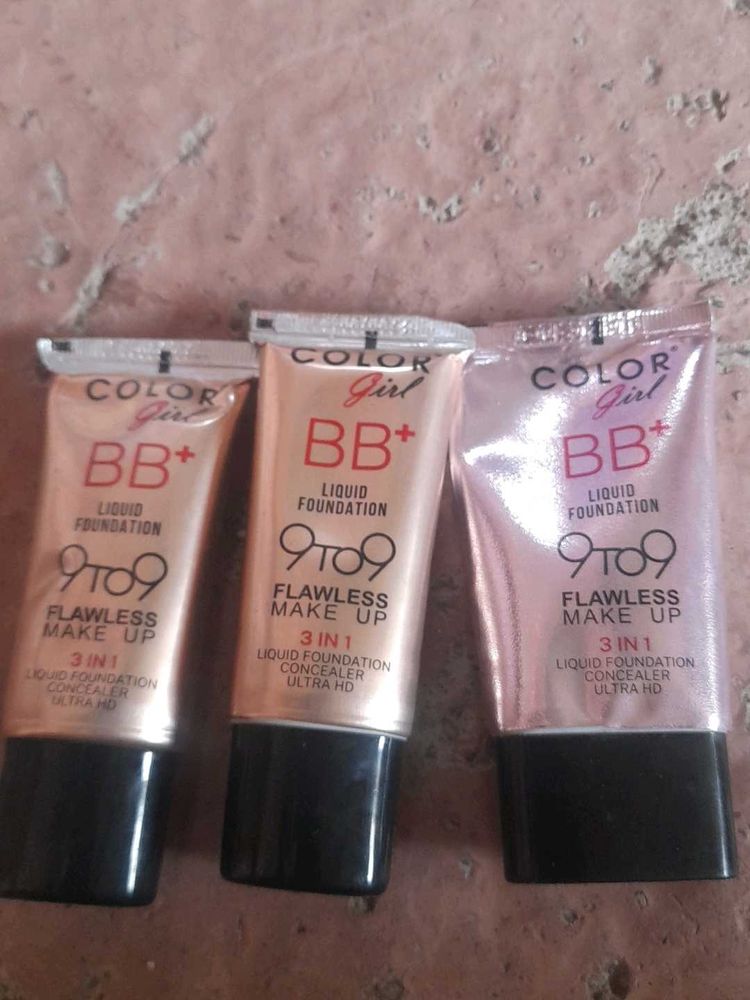 COLOR
girl
BB+
LIQUID
FOUNDATION
9TO9
FLAWLESS
MAKE UP
3 IN 1
LIQUID FOUNDATION
CONCEALER
ULTRA HD
COLOR
girl
BB+
LIQUID
FOUNDATION
9TO9
FLAWLESS
MAKE UP
3 IN 1
LIQUID FOUNDATION
CONCEALER
ULTRA HD
COLOR®
girl
BB+
LIQUID
FOUNDATION
9TO9
FLAWLESS
MAKE UP
3 IN 1
LIQUID FOUNDATION
CONCEALER
ULTRA HD